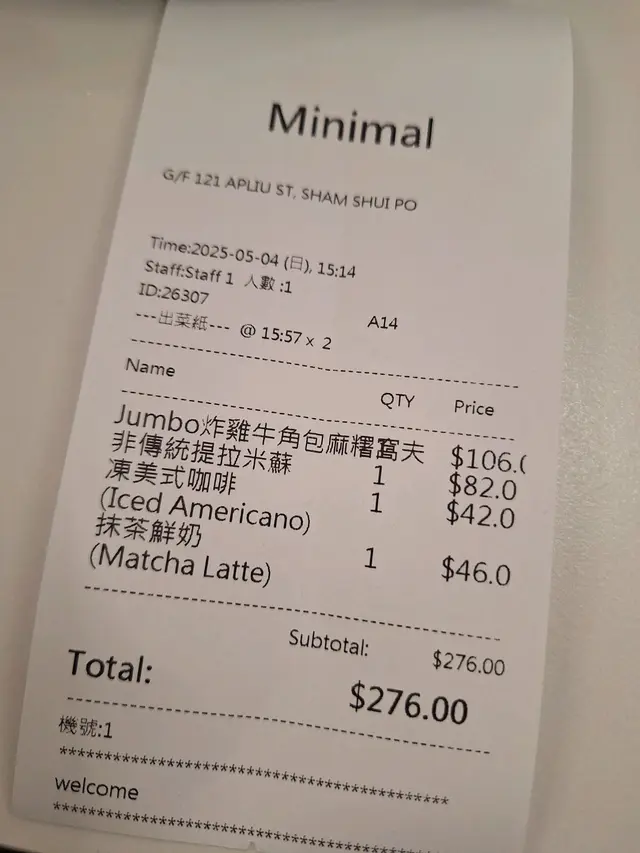 Minimal
G/F 121 APLIU ST, SHAM SHUI PO
Time:2025-05-04 (日), 15:14
Staff:Staff 1 人數 :1
ID:26307 A14
---出菜紙--- @ 15:57 x 2
Name QTY Price
Jumbo炸雞牛角包麻糬窩夫 $106.(
非傳統提拉米蘇 1 $82.0
凍美式咖啡 1 $42.0
(Iced Americano)
抹茶鮮奶 1 $46.0
(Matcha Latte)
Subtotal: $276.00
Total: $276.00
機號:1
******************************************
welcome
******************************************